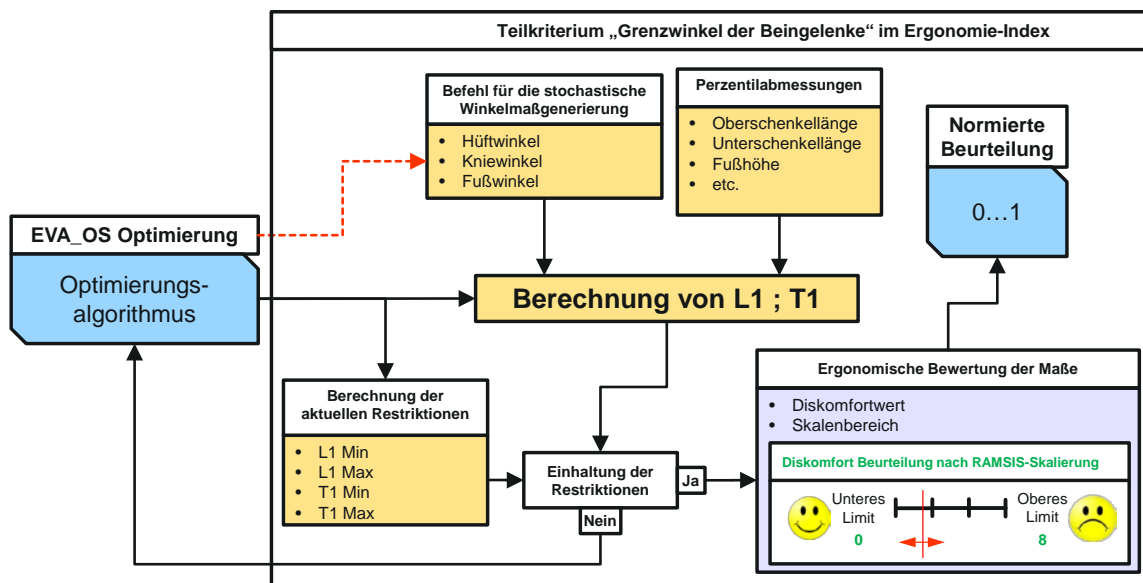 Teilkriterium „Grenzwinkel der Beingelenke“ im Ergonomie-Index
Befehl für die stochastische
Winkelmaßgenerierung
• Hüftwinkel
• Kniewinkel
• Fußwinkel
Perzentilabmessungen
• Oberschenkellänge
• Unterschenkellänge
• Fußhöhe
• etc.
Normierte
Beurteilung
0…1
EVA_OS Optimierung
Optimierungs-
algorithmus
Berechnung von L1 ; T1
Berechnung der
aktuellen Restriktionen
• L1 Min
• L1 Max
• T1 Min
• T1 Max
Einhaltung der
Restriktionen
Ja
Nein
Ergonomische Bewertung der Maße
• Diskomfortwert
• Skalenbereich
Diskomfort Beurteilung nach RAMSIS-Skalierung
Unteres
Limit
0
Oberes
Limit
8